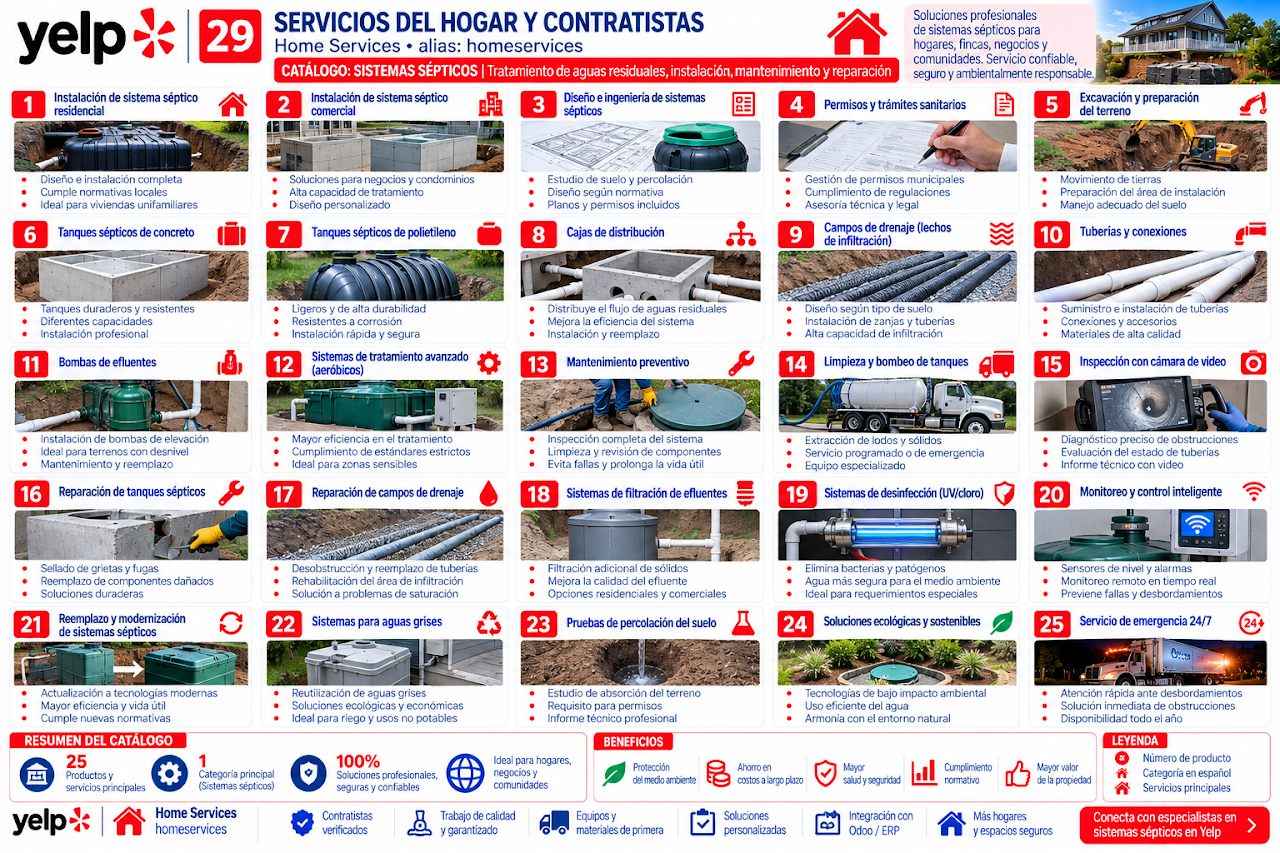 yelp
29
SERVICIOS DEL HOGAR Y CONTRATISTAS
Home Services • alias: homeservices
CATÁLOGO: SISTEMAS SÉPTICOS | Tratamiento de aguas residuales, instalación, mantenimiento y reparación
Soluciones profesionales
de sistemas sépticos para
hogares, fincas, negocios y
comunidades. Servicio confiable,
seguro y ambientalmente responsable.
1
Instalación de sistema séptico
residencial
• Diseño e instalación completa
• Cumple normativas locales
• Ideal para viviendas unifamiliares
2
Instalación de sistema séptico
comercial
• Soluciones para negocios y condominios
• Alta capacidad de tratamiento
• Diseño personalizado
3
Diseño e ingeniería de sistemas
sépticos
• Estudio de suelo y percolación
• Diseño según normativa
• Planos y permisos incluidos
4
Permisos y trámites sanitarios
• Gestión de permisos municipales
• Cumplimiento de regulaciones
• Asesoría técnica y legal
5
Excavación y preparación
del terreno
• Movimiento de tierras
• Preparación del área de instalación
• Manejo adecuado del suelo
6
Tanques sépticos de concreto
• Tanques duraderos y resistentes
• Diferentes capacidades
• Instalación profesional
7
Tanques sépticos de polietileno
• Ligeros y de alta durabilidad
• Resistentes a corrosión
• Instalación rápida y segura
8
Cajas de distribución
• Distribuye el flujo de aguas residuales
• Mejora la eficiencia del sistema
• Instalación y reemplazo
9
Campos de drenaje (lechos
de infiltración)
• Diseño según tipo de suelo
• Instalación de zanjas y tuberías
• Alta capacidad de infiltración
10
Tuberías y conexiones
• Suministro e instalación de tuberías
• Conexiones y accesorios
• Materiales de alta calidad
11
Bombas de efluentes
• Instalación de bombas de elevación
• Ideal para terrenos con desnivel
• Mantenimiento y reemplazo
12
Sistemas de tratamiento avanzado
(aeróbicos)
• Mayor eficiencia en el tratamiento
• Cumplimiento de estándares estrictos
• Ideal para zonas sensibles
13
Mantenimiento preventivo
• Inspección completa del sistema
• Limpieza y revisión de componentes
• Evita fallas y prolonga la vida útil
14
Limpieza y bombeo de tanques
• Extracción de lodos y sólidos
• Servicio programado o de emergencia
• Equipo especializado
15
Inspección con cámara de video
• Diagnóstico preciso de obstrucciones
• Evaluación del estado de tuberías
• Informe técnico con video
16
Reparación de tanques sépticos
• Sellado de grietas y fugas
• Reemplazo de componentes dañados
• Soluciones duraderas
17
Reparación de campos de drenaje
• Desobstrucción y reemplazo de tuberías
• Rehabilitación del área de infiltración
• Solución a problemas de saturación
18
Sistemas de filtración de efluentes
• Filtración adicional de sólidos
• Mejora la calidad del efluente
• Opciones residenciales y comerciales
19
Sistemas de desinfección (UV/cloro)
• Elimina bacterias y patógenos
• Agua más segura para el medio ambiente
• Ideal para requerimientos especiales
20
Monitoreo y control inteligente
• Sensores de nivel y alarmas
• Monitoreo remoto en tiempo real
• Previene fallas y desbordamientos
21
Reemplazo y modernización
de sistemas sépticos
• Actualización a tecnologías modernas
• Mayor eficiencia y vida útil
• Cumple nuevas normativas
22
Sistemas para aguas grises
• Reutilización de aguas grises
• Soluciones ecológicas y económicas
• Ideal para riego y usos no potables
23
Pruebas de percolación del suelo
• Estudio de absorción del terreno
• Requisito para permisos
• Informe técnico profesional
24
Soluciones ecológicas y sostenibles
• Tecnologías de bajo impacto ambiental
• Uso eficiente del agua
• Armonía con el entorno natural
25
Servicio de emergencia 24/7
24+
• Atención rápida ante desbordamientos
• Solución inmediata de obstrucciones
• Disponibilidad todo el año
RESUMEN DEL CATÁLOGO
25
Productos y
servicios principales
1
Categoría principal
(Sistemas sépticos)
100%
Soluciones profesionales,
seguras y confiables
Ideal para hogares,
negocios y
comunidades
BENEFICIOS
Protección
del medio ambiente
Ahorro en
costos a largo plazo
Mayor
salud y seguridad
Cumplimiento
normativo
Mayor valor
de la propiedad
LEYENDA
Número de producto
Categoría en español
Servicios principales
yelp
Home Services
homeservices
Contratistas
verificados
Trabajo de calidad
y garantizado
Equipos y
materiales de primera
Soluciones
personalizadas
Integración con
Odoo / ERP
Más hogares
y espacios seguros
Conecta con especialistas en
sistemas sépticos en Yelp